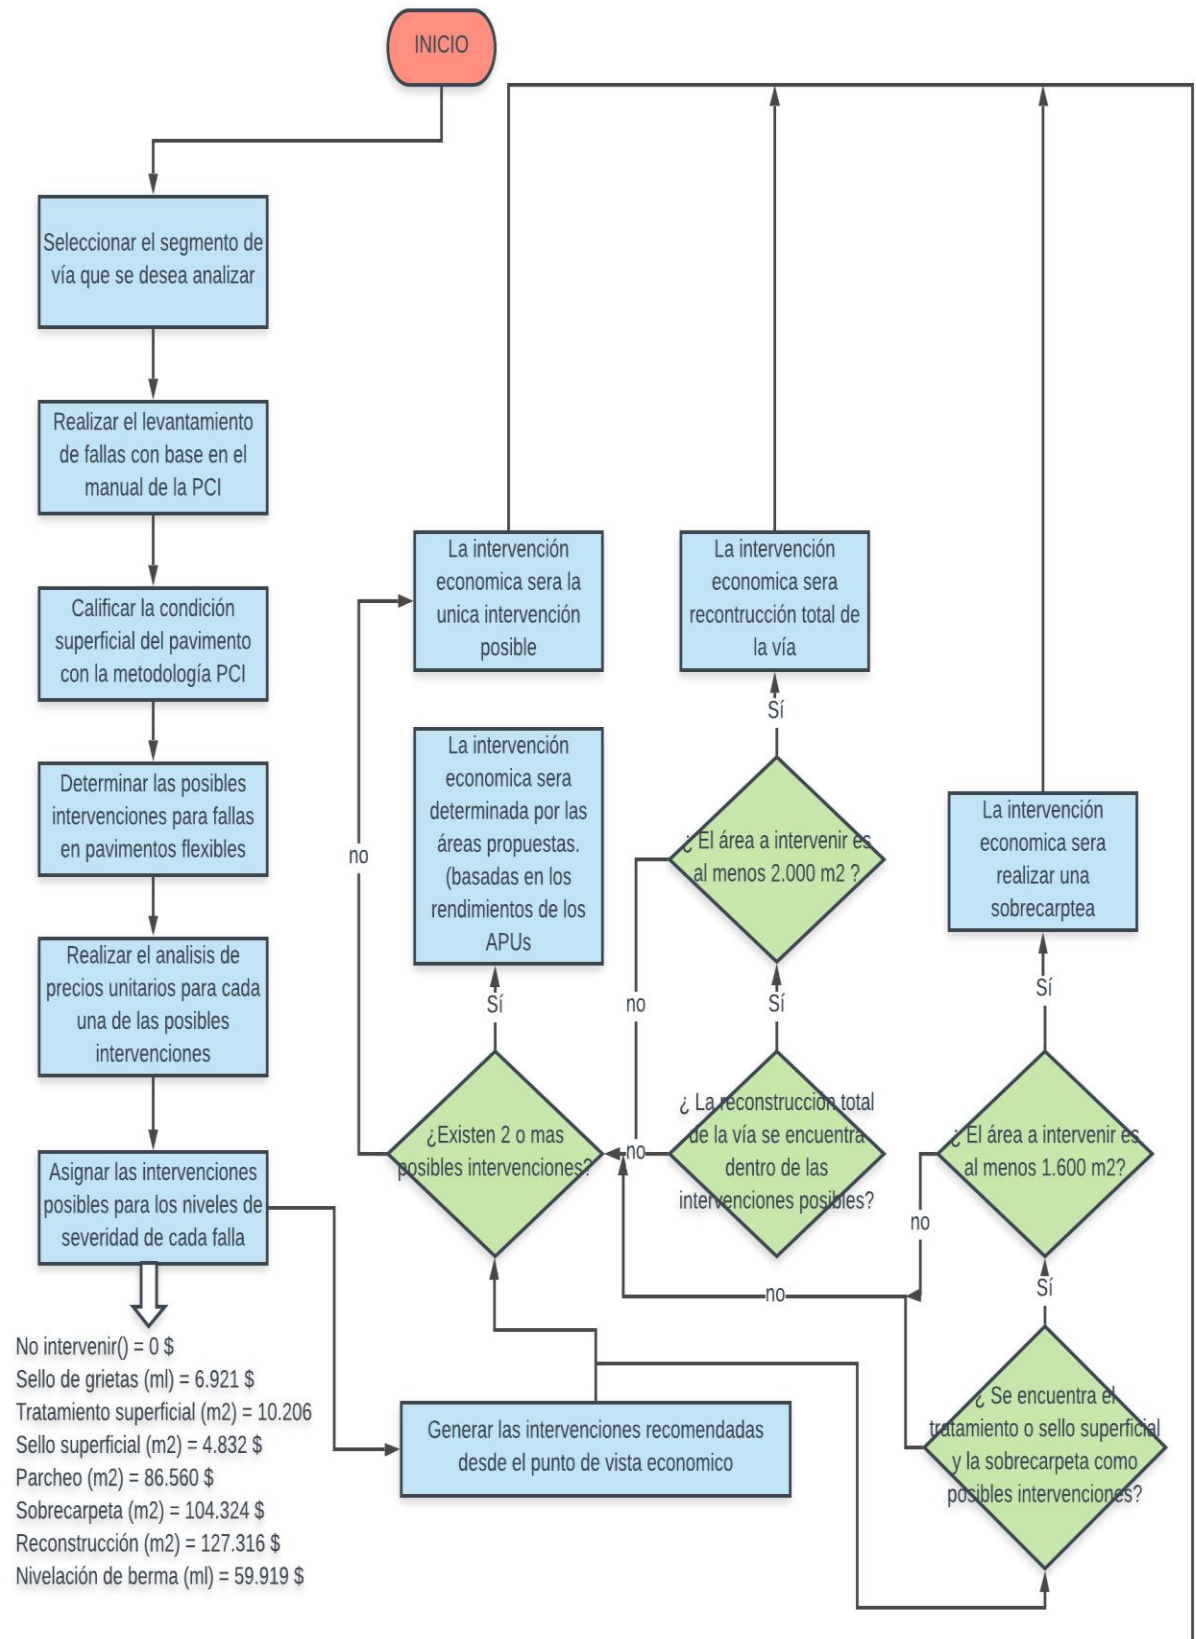 INICIO
Seleccionar el segmento de
vía que se desea analizar
Realizar el levantamiento
de fallas con base en el
manual de la PCI
Calificar la condición
superficial del pavimento
con la metodología PCI
Determinar las posibles
intervenciones para fallas
en pavimentos flexibles
Realizar el analisis de
precios unitarios para cada
una de las posibles
intervenciones
Asignar las intervenciones
posibles para los niveles de
severidad de cada falla
No intervenir() = 0 $
Sello de grietas (ml) = 6.921 $
Tratamiento superficial (m2) = 10.206
Sello superficial (m2) = 4.832 $
Parcheo (m2) = 86.560 $
Sobrecarpeta (m2) = 104.324 $
Reconstrucción (m2) = 127.316 $
Nivelación de berma (ml) = 59.919 $
Generar las intervenciones recomendadas
desde el punto de vista economico
¿Existen 2 o mas
posibles intervenciones?
no
Sí
La intervención
economica sera la
unica intervención
posible
La intervención
economica sera
determinada por las
áreas propuestas.
(basadas en los
rendimientos de los
APUs
¿ La reconstrucción total
de la vía se encuentra
dentro de las
intervenciones posibles?
no
Sí
¿ El área a intervenir es
al menos 2.000 m2 ?
no
Sí
La intervención
economica sera
recontrucción total de
la vía
¿ Se encuentra el
tratamiento o sello superficial
y la sobrecarpeta como
posibles intervenciones?
no
Sí
¿ El área a intervenir es
al menos 1.600 m2?
no
Sí
La intervención
economica sera
realizar una
sobrecarptea